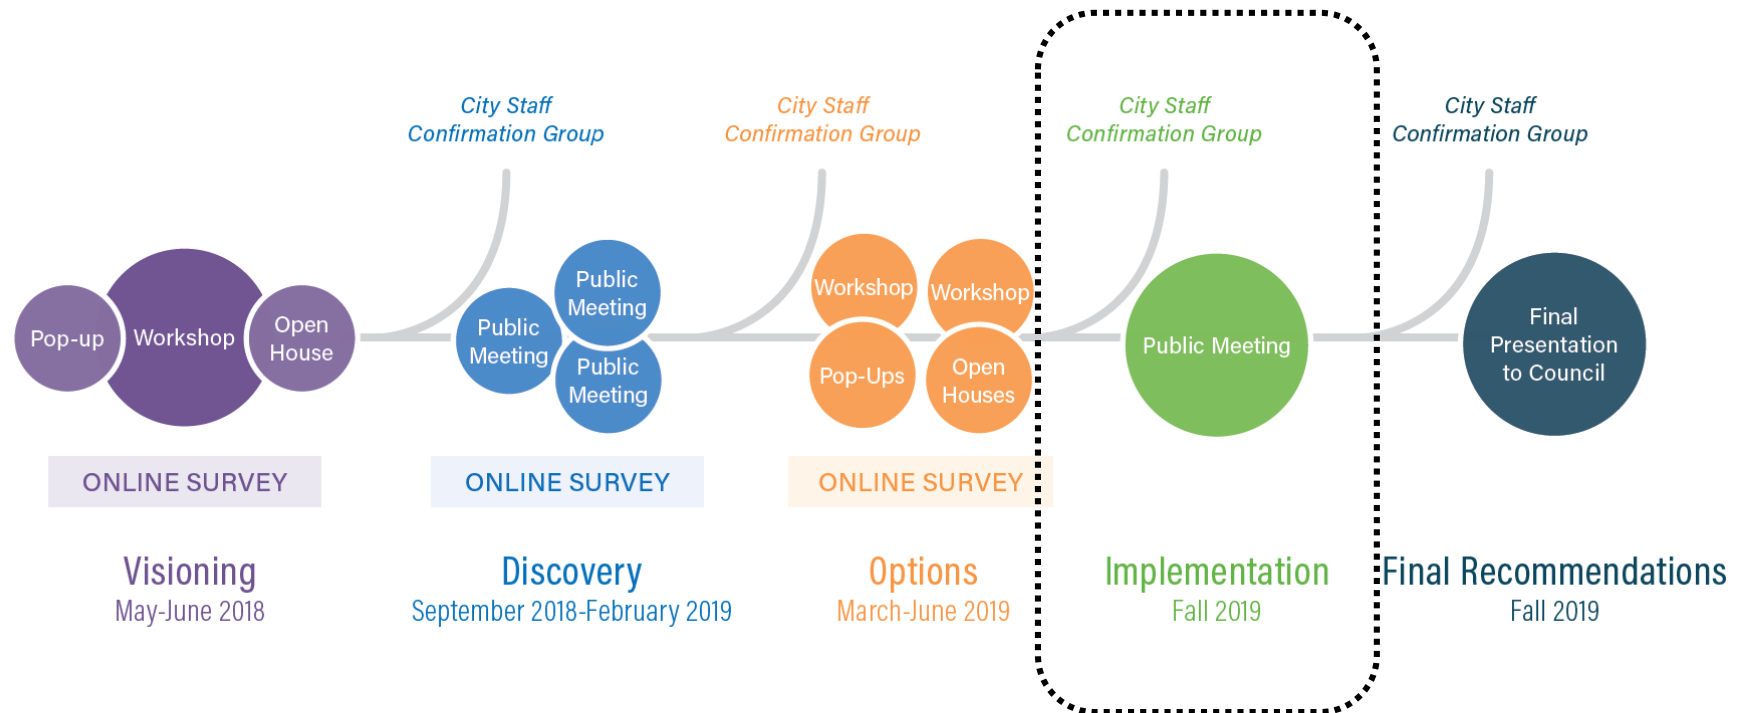 City Staff
Confirmation Group
City Staff
Confirmation Group
City Staff
Confirmation Group
City Staff
Confirmation Group
Pop-up
Workshop
Open
House
Public
Meeting
Public
Meeting
Public
Meeting
Workshop
Workshop
Pop-Ups
Open
Houses
Public Meeting
Final
Presentation
to Council
ONLINE SURVEY
ONLINE SURVEY
ONLINE SURVEY
Visioning
May-June 2018
Discovery
September 2018-February 2019
Options
March-June 2019
Implementation
Fall 2019
Final Recommendations
Fall 2019